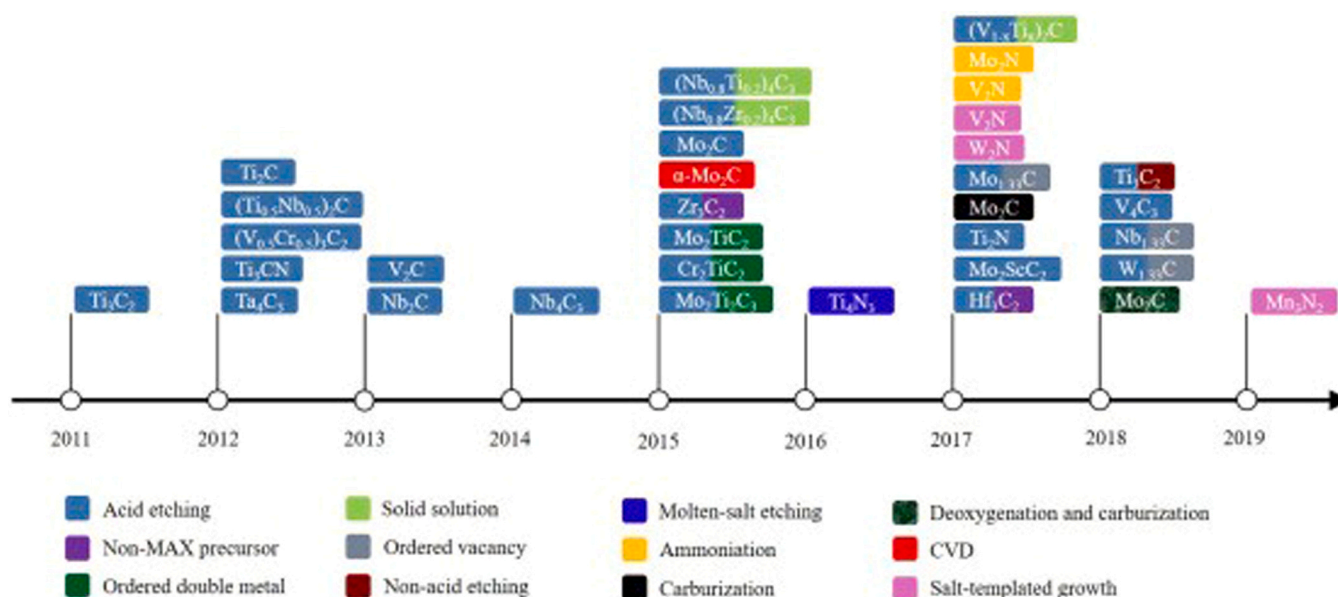 Ti₃C₂
Ti₂C
(Ti₀.₅Nb₀.₅)₂C
(V₀.₅Cr₀.₅)₃C₂
Ti₃CN
Ta₄C₃
V₂C
Nb₂C
Nb₄C₃
(Nb₀.₈Ti₀.₂)₄C₃
(Nb₀.₈Zr₀.₂)₄C₃
Mo₂C
α-Mo₂C
Zr₃C₂
Mo₂TiC₂
Cr₂TiC₂
Mo₂Ti₂C₃
Ti₄N₃
(V₁₋ₓTiₓ)₂C
Mo₂N
V₂N
V₂N
W₂N
Mo₁.₃₃C
Mo₂C
Ti₂N
Mo₂ScC₂
Hf₃C₂
Ti₃C₂
V₄C₃
Nb₁.₃₃C
W₁.₃₃C
Mo₂C
Mn₃N₂
2011 2012 2013 2014 2015 2016 2017 2018 2019
Acid etching
Non-MAX precursor
Ordered double metal
Solid solution
Ordered vacancy
Non-acid etching
Molten-salt etching
Ammoniation
Carburization
Deoxygenation and carburization
CVD
Salt-templated growth